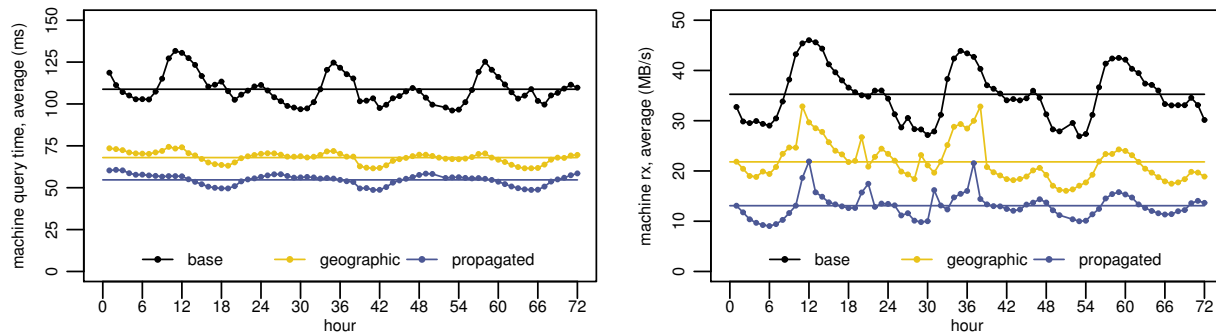 machine query time, average (ms)
150
125
100
75
50
25
0
base
geographic
propagated
0 6 12 18 24 30 36 42 48 54 60 66 72
hour
machine rx, average (MB/s)
50
40
30
20
10
0
base
geographic
propagated
0 6 12 18 24 30 36 42 48 54 60 66 72
hour